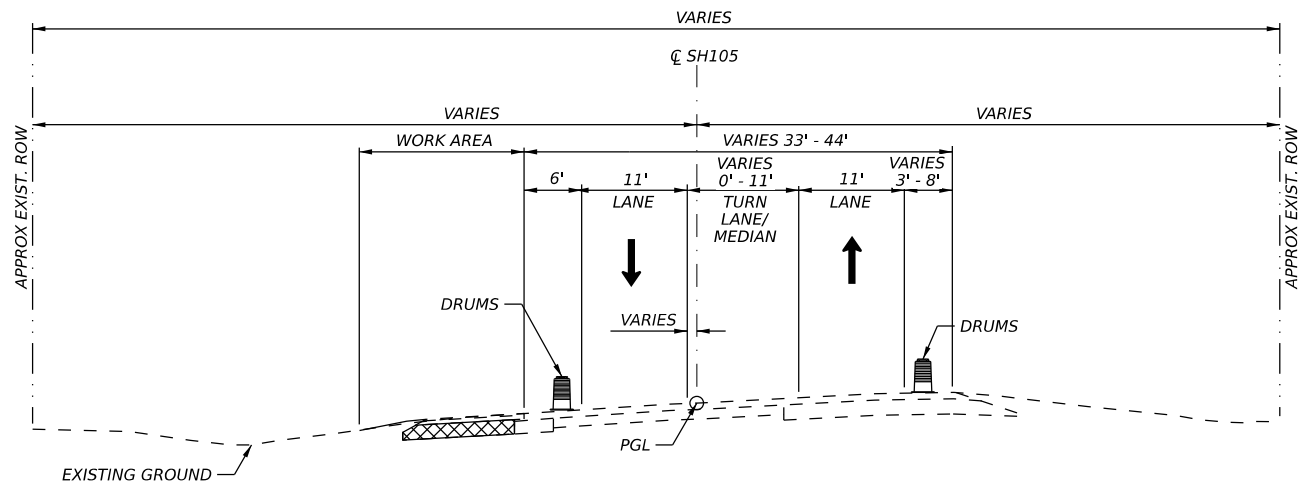 VARIES
℄ SH105
VARIES
VARIES
WORK AREA
VARIES 33' - 44'
6'
11'
LANE
VARIES
0' - 11'
TURN
LANE/
MEDIAN
11'
LANE
VARIES
3' - 8'
APPROX EXIST. ROW
APPROX EXIST. ROW
DRUMS
VARIES
DRUMS
PGL
EXISTING GROUND